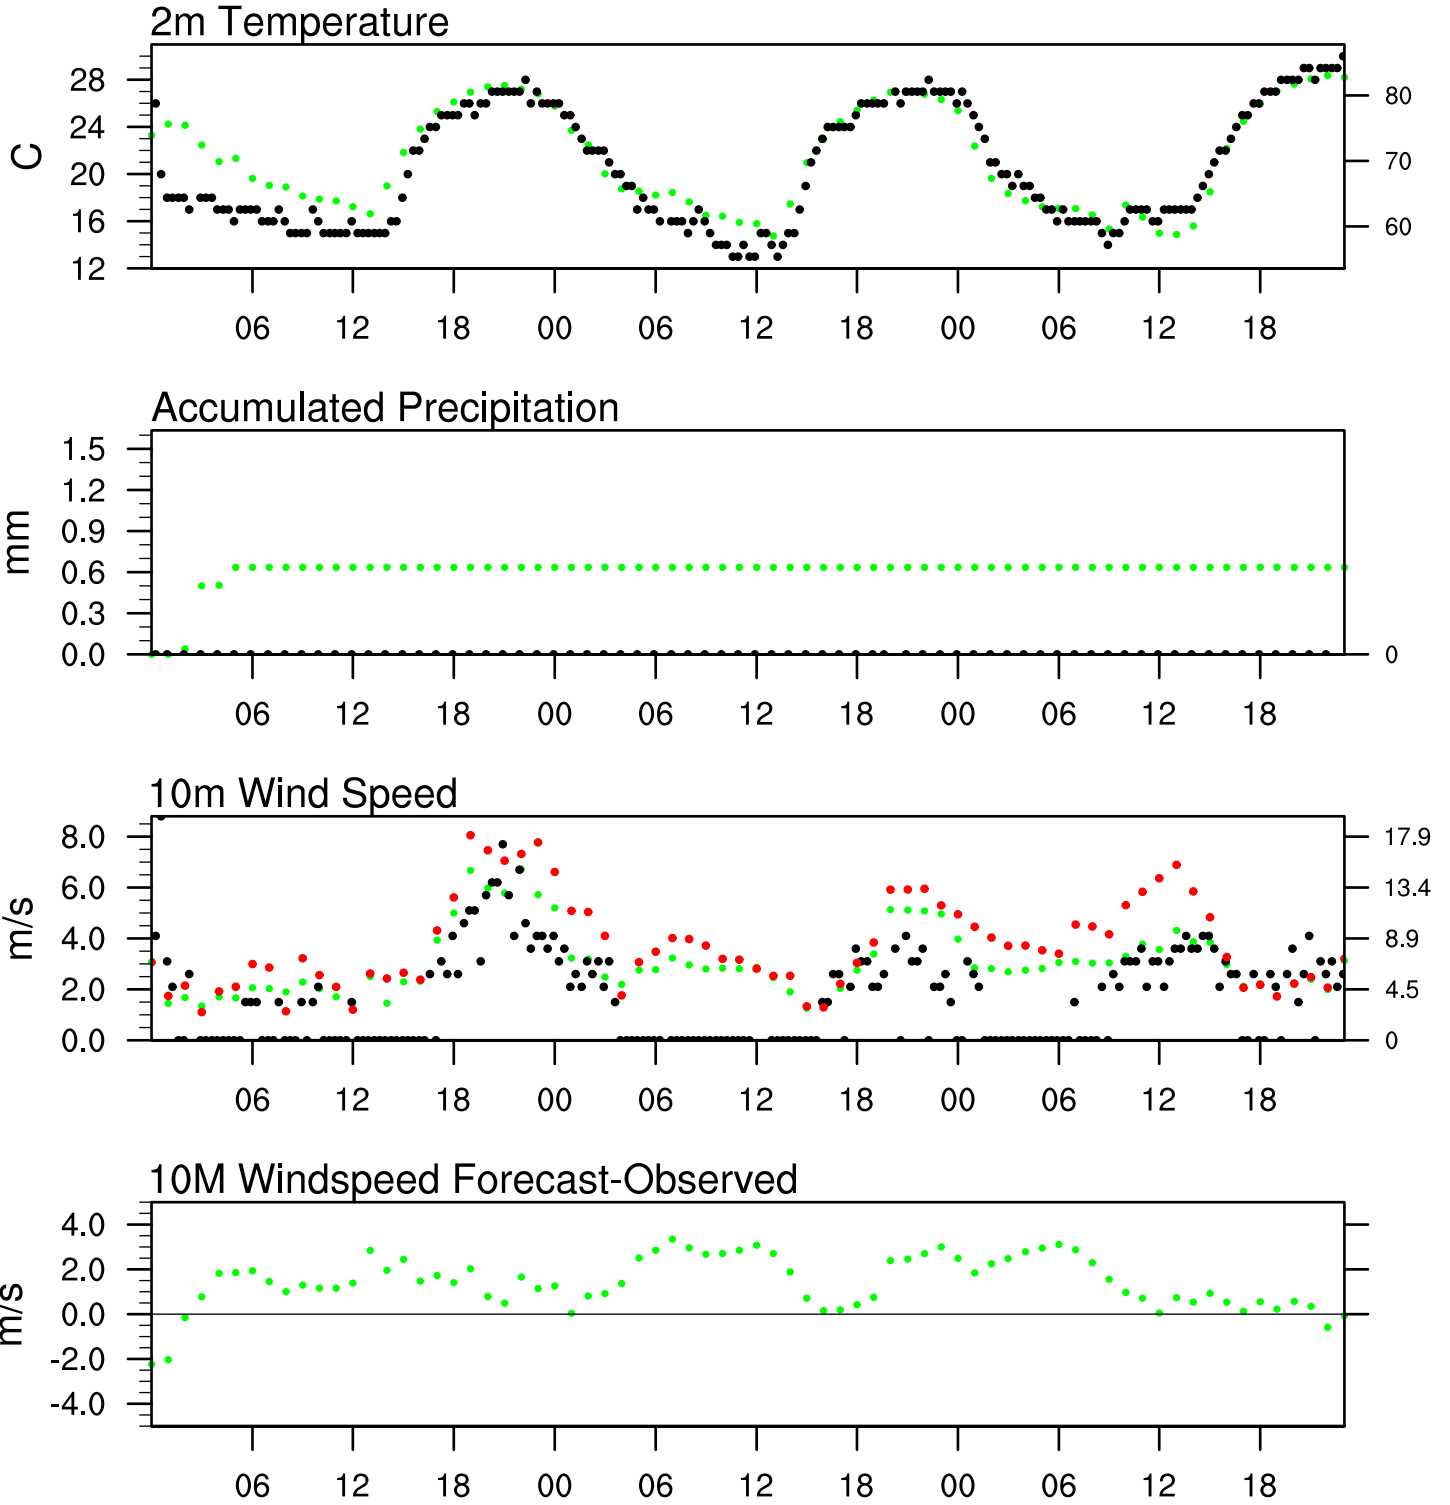 2m Temperature
C
28
24
20
16
12
80
70
60
06 12 18 00 06 12 18 00 06 12 18
Accumulated Precipitation
mm
1.5
1.2
0.9
0.6
0.3
0.0
0
06 12 18 00 06 12 18 00 06 12 18
10m Wind Speed
m/s
8.0
6.0
4.0
2.0
0.0
17.9
13.4
8.9
4.5
0
06 12 18 00 06 12 18 00 06 12 18
10M Windspeed Forecast-Observed
m/s
4.0
2.0
0.0
-2.0
-4.0
06 12 18 00 06 12 18 00 06 12 18